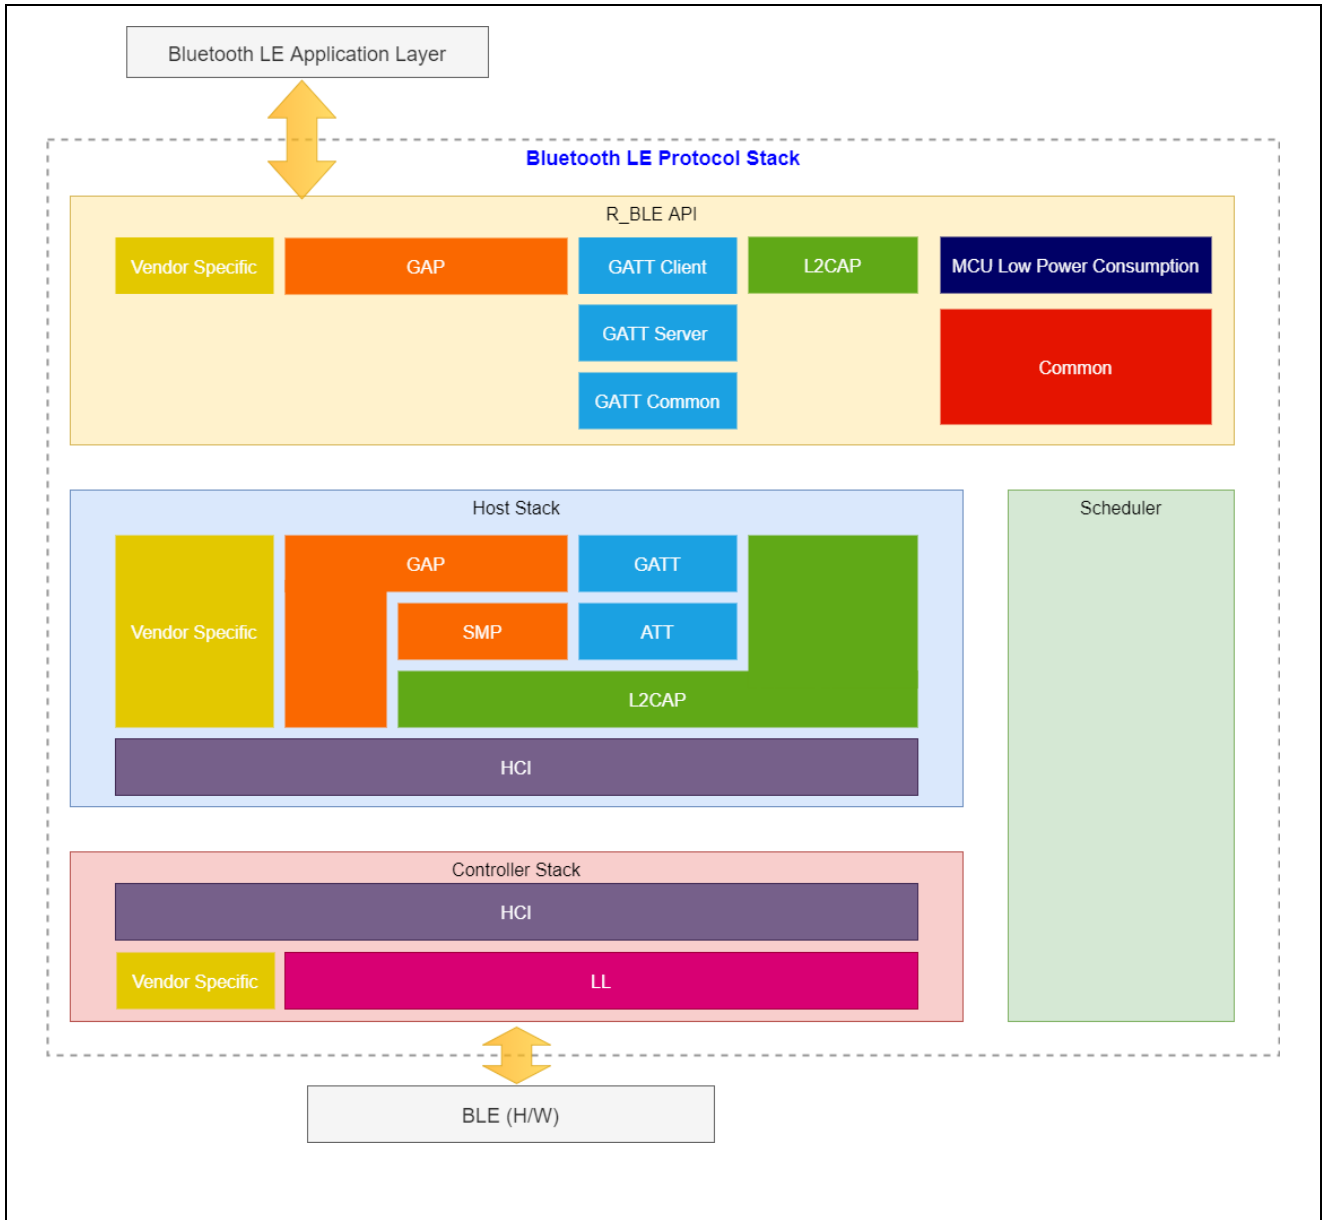 Bluetooth LE Application Layer
Bluetooth LE Protocol Stack
R_BLE API
Vendor Specific
GAP
GATT Client
L2CAP
MCU Low Power Consumption
GATT Server
Common
GATT Common
Host Stack
Scheduler
GAP
GATT
Vendor Specific
SMP
ATT
L2CAP
HCI
Controller Stack
HCI
Vendor Specific
LL
BLE (H/W)